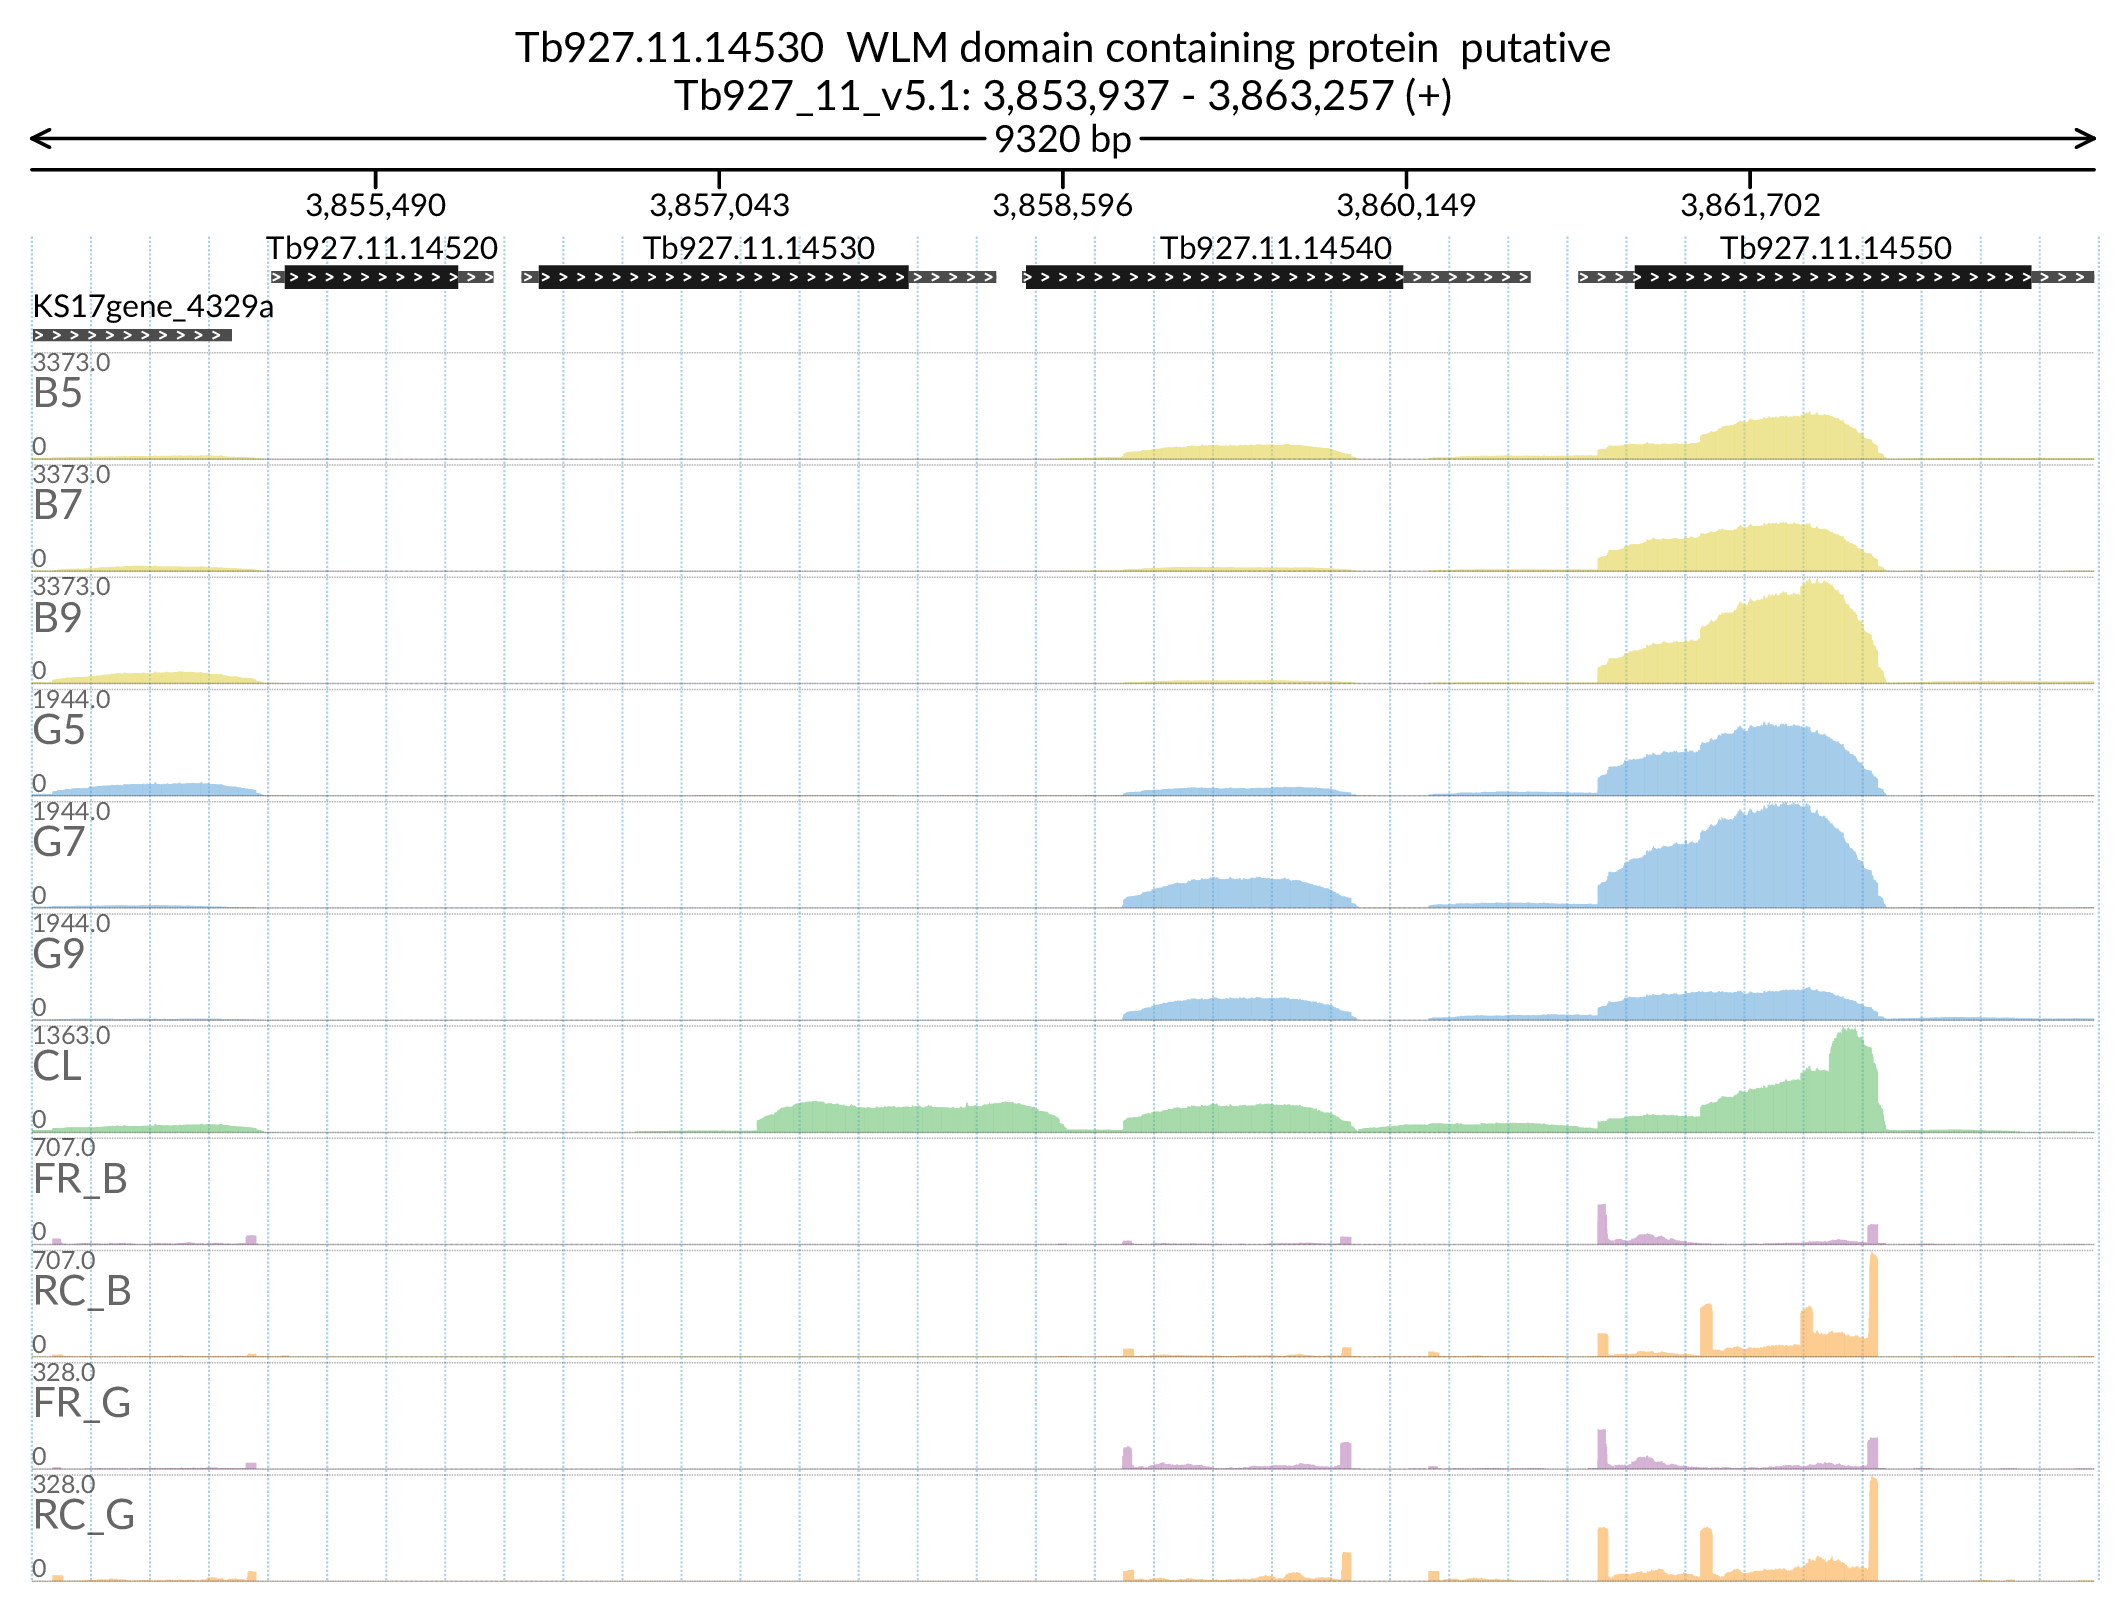 Tb927.11.14530  WLM domain containing protein  putative
Tb927_11_v5.1: 3,853,937 - 3,863,257 (+)
9320 bp
3,855,490 3,857,043 3,858,596 3,860,149 3,861,702
Tb927.11.14520 Tb927.11.14530 Tb927.11.14540 Tb927.11.14550
KS17gene_4329a
3373.0
B5
0
3373.0
B7
0
3373.0
B9
0
1944.0
G5
0
1944.0
G7
0
1944.0
G9
0
1363.0
CL
0
707.0
FR_B
0
707.0
RC_B
0
328.0
FR_G
0
328.0
RC_G
0